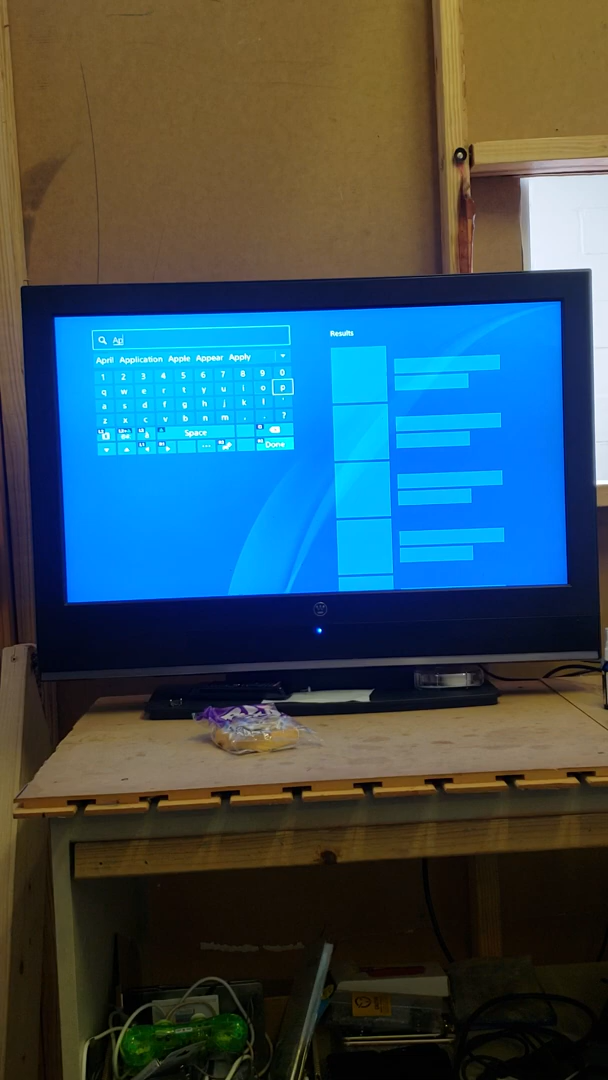 Ap
Results
April Application Apple Appear Apply
1 2 3 4 5 6 7 8 9 0
q w e r t y u i o p
a s d f g h j k l '
z x c v b n m , . ?
Space
... Done